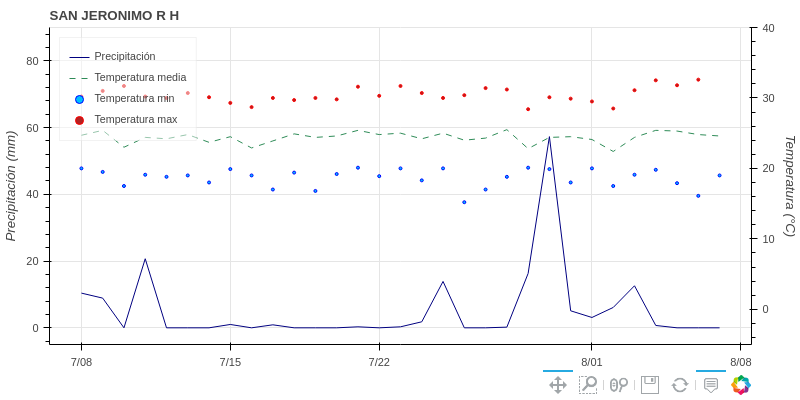 SAN JERONIMO R H
Precipitación
Temperatura media
Temperatura min
Temperatura max
Precipitación (mm)
80
60
40
20
0
Temperatura (°C)
40
30
20
10
0
7/08
7/15
7/22
8/01
8/08